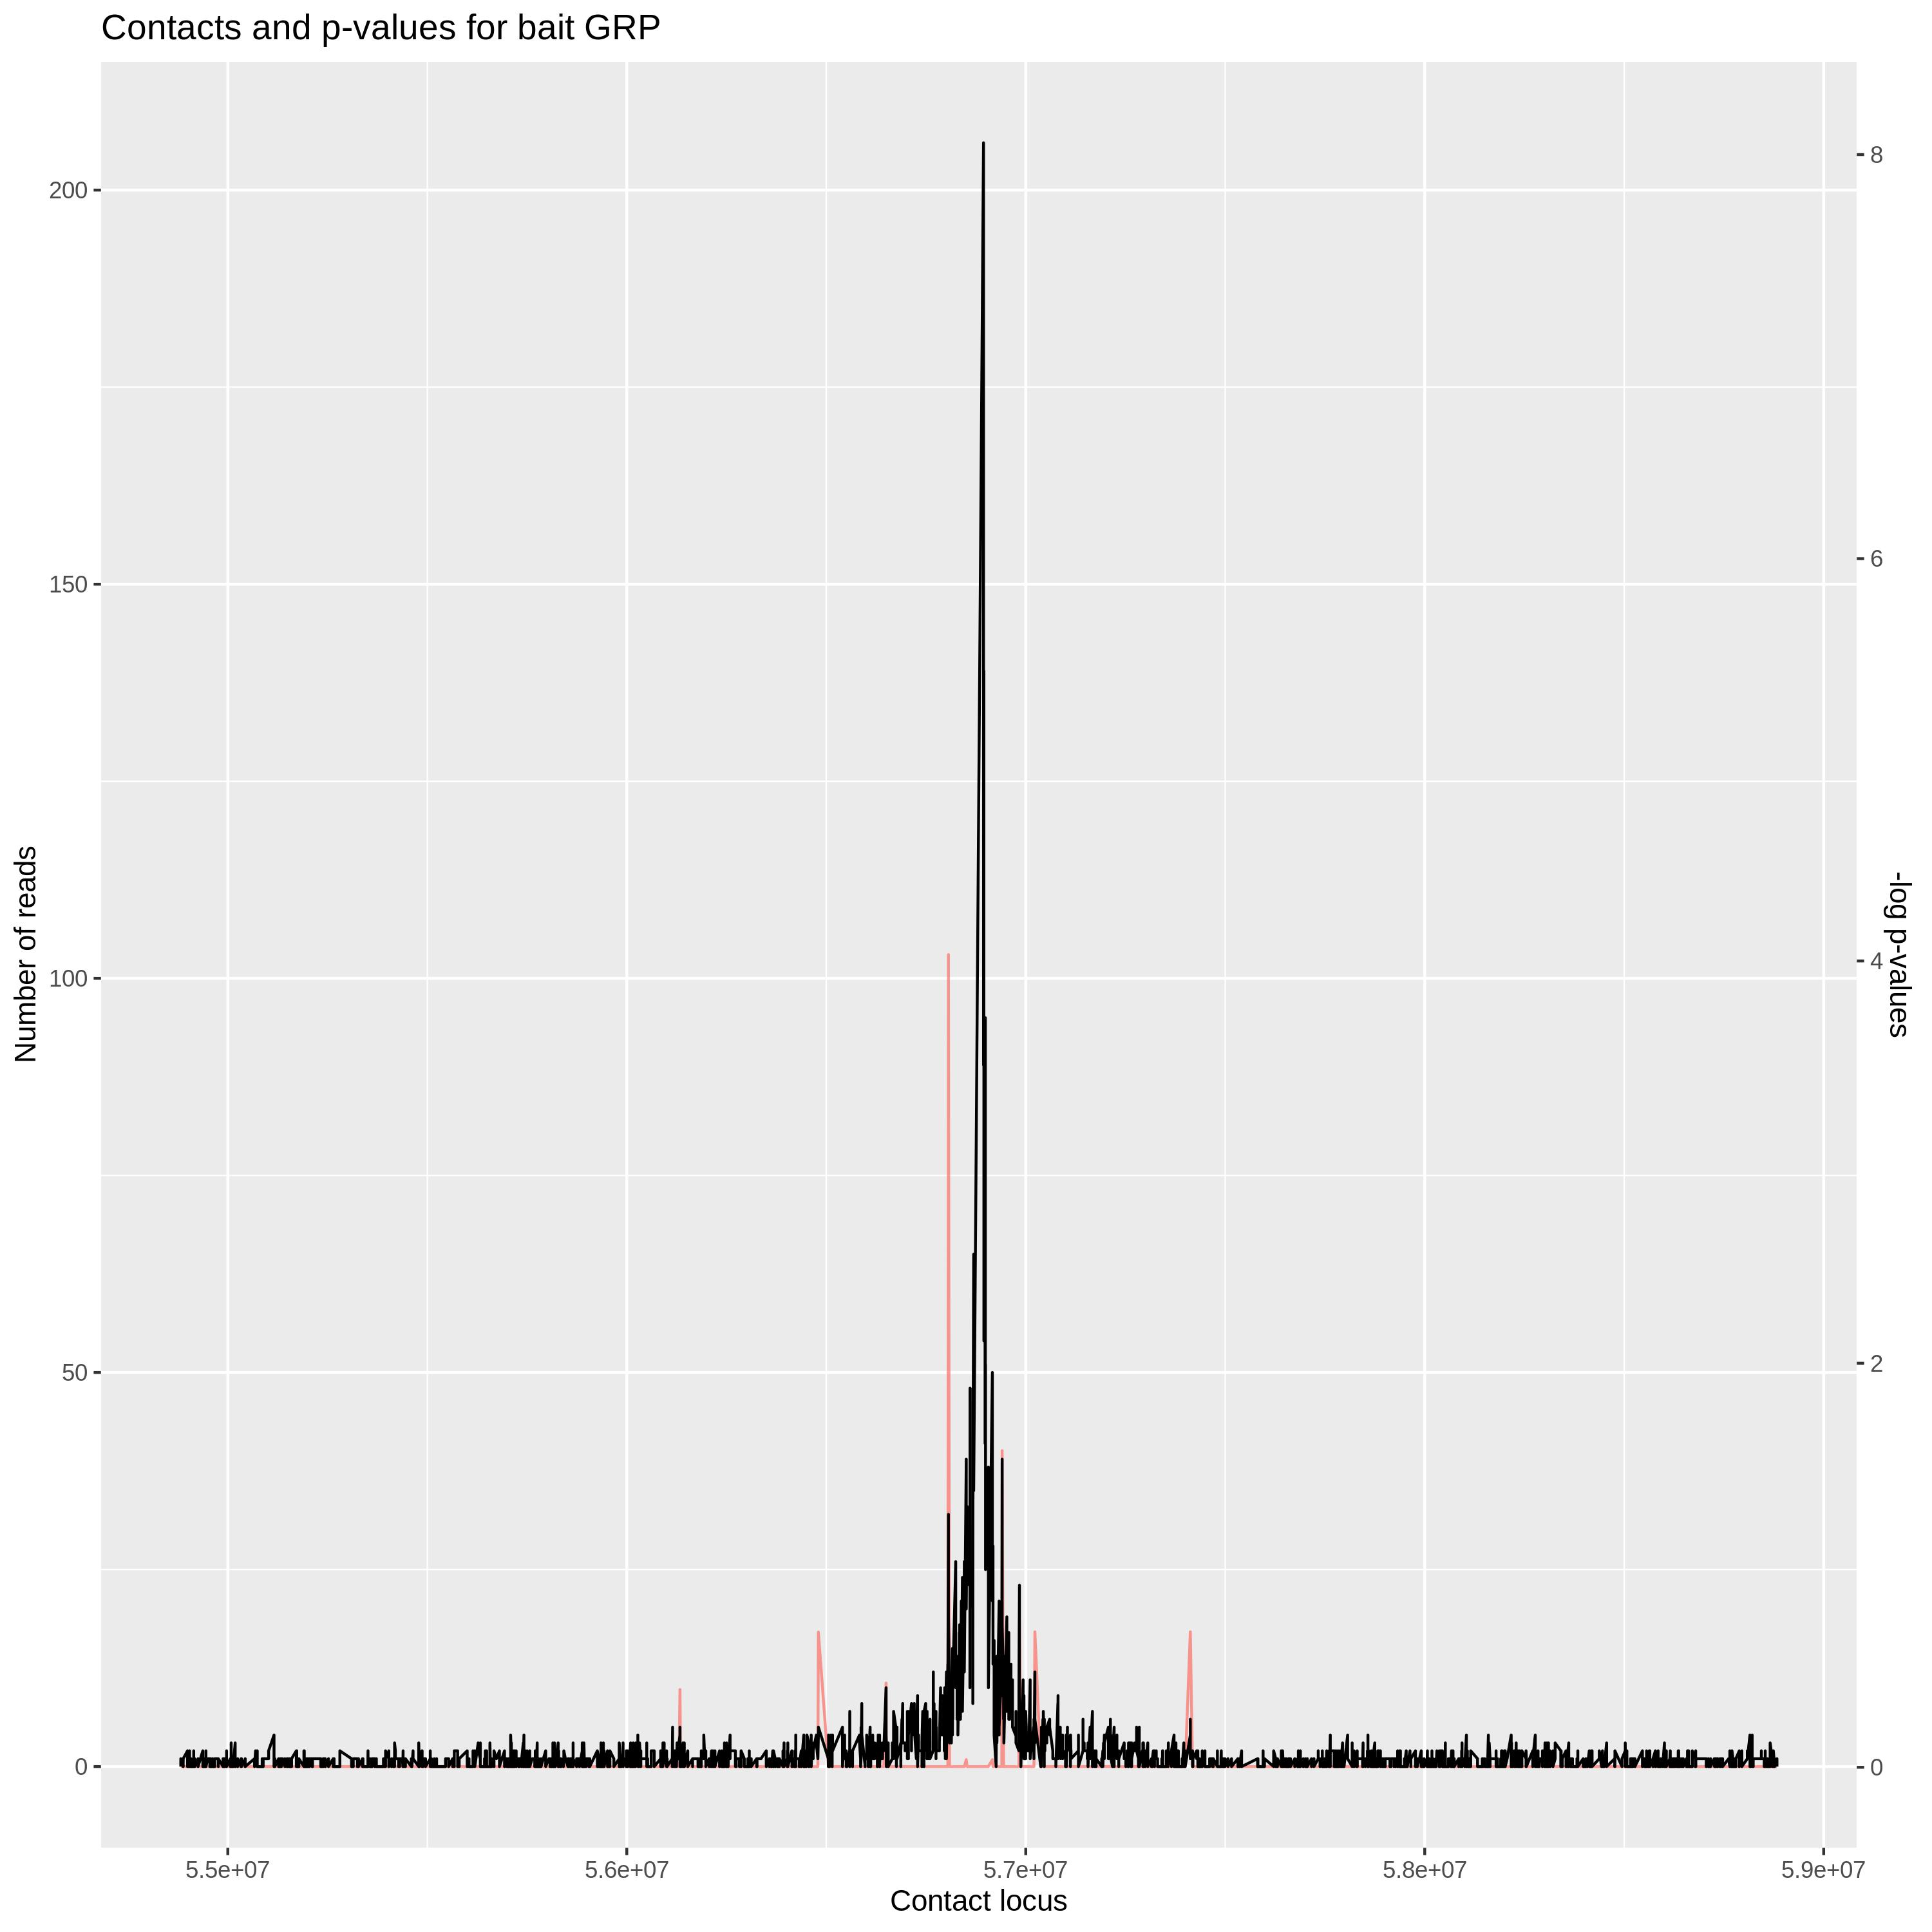 Contacts and p-values for bait GRP
Number of reads
200
150
100
50
0
8
6
4
2
0
-log p-values
5.5e+07
5.6e+07
5.7e+07
5.8e+07
5.9e+07
Contact locus